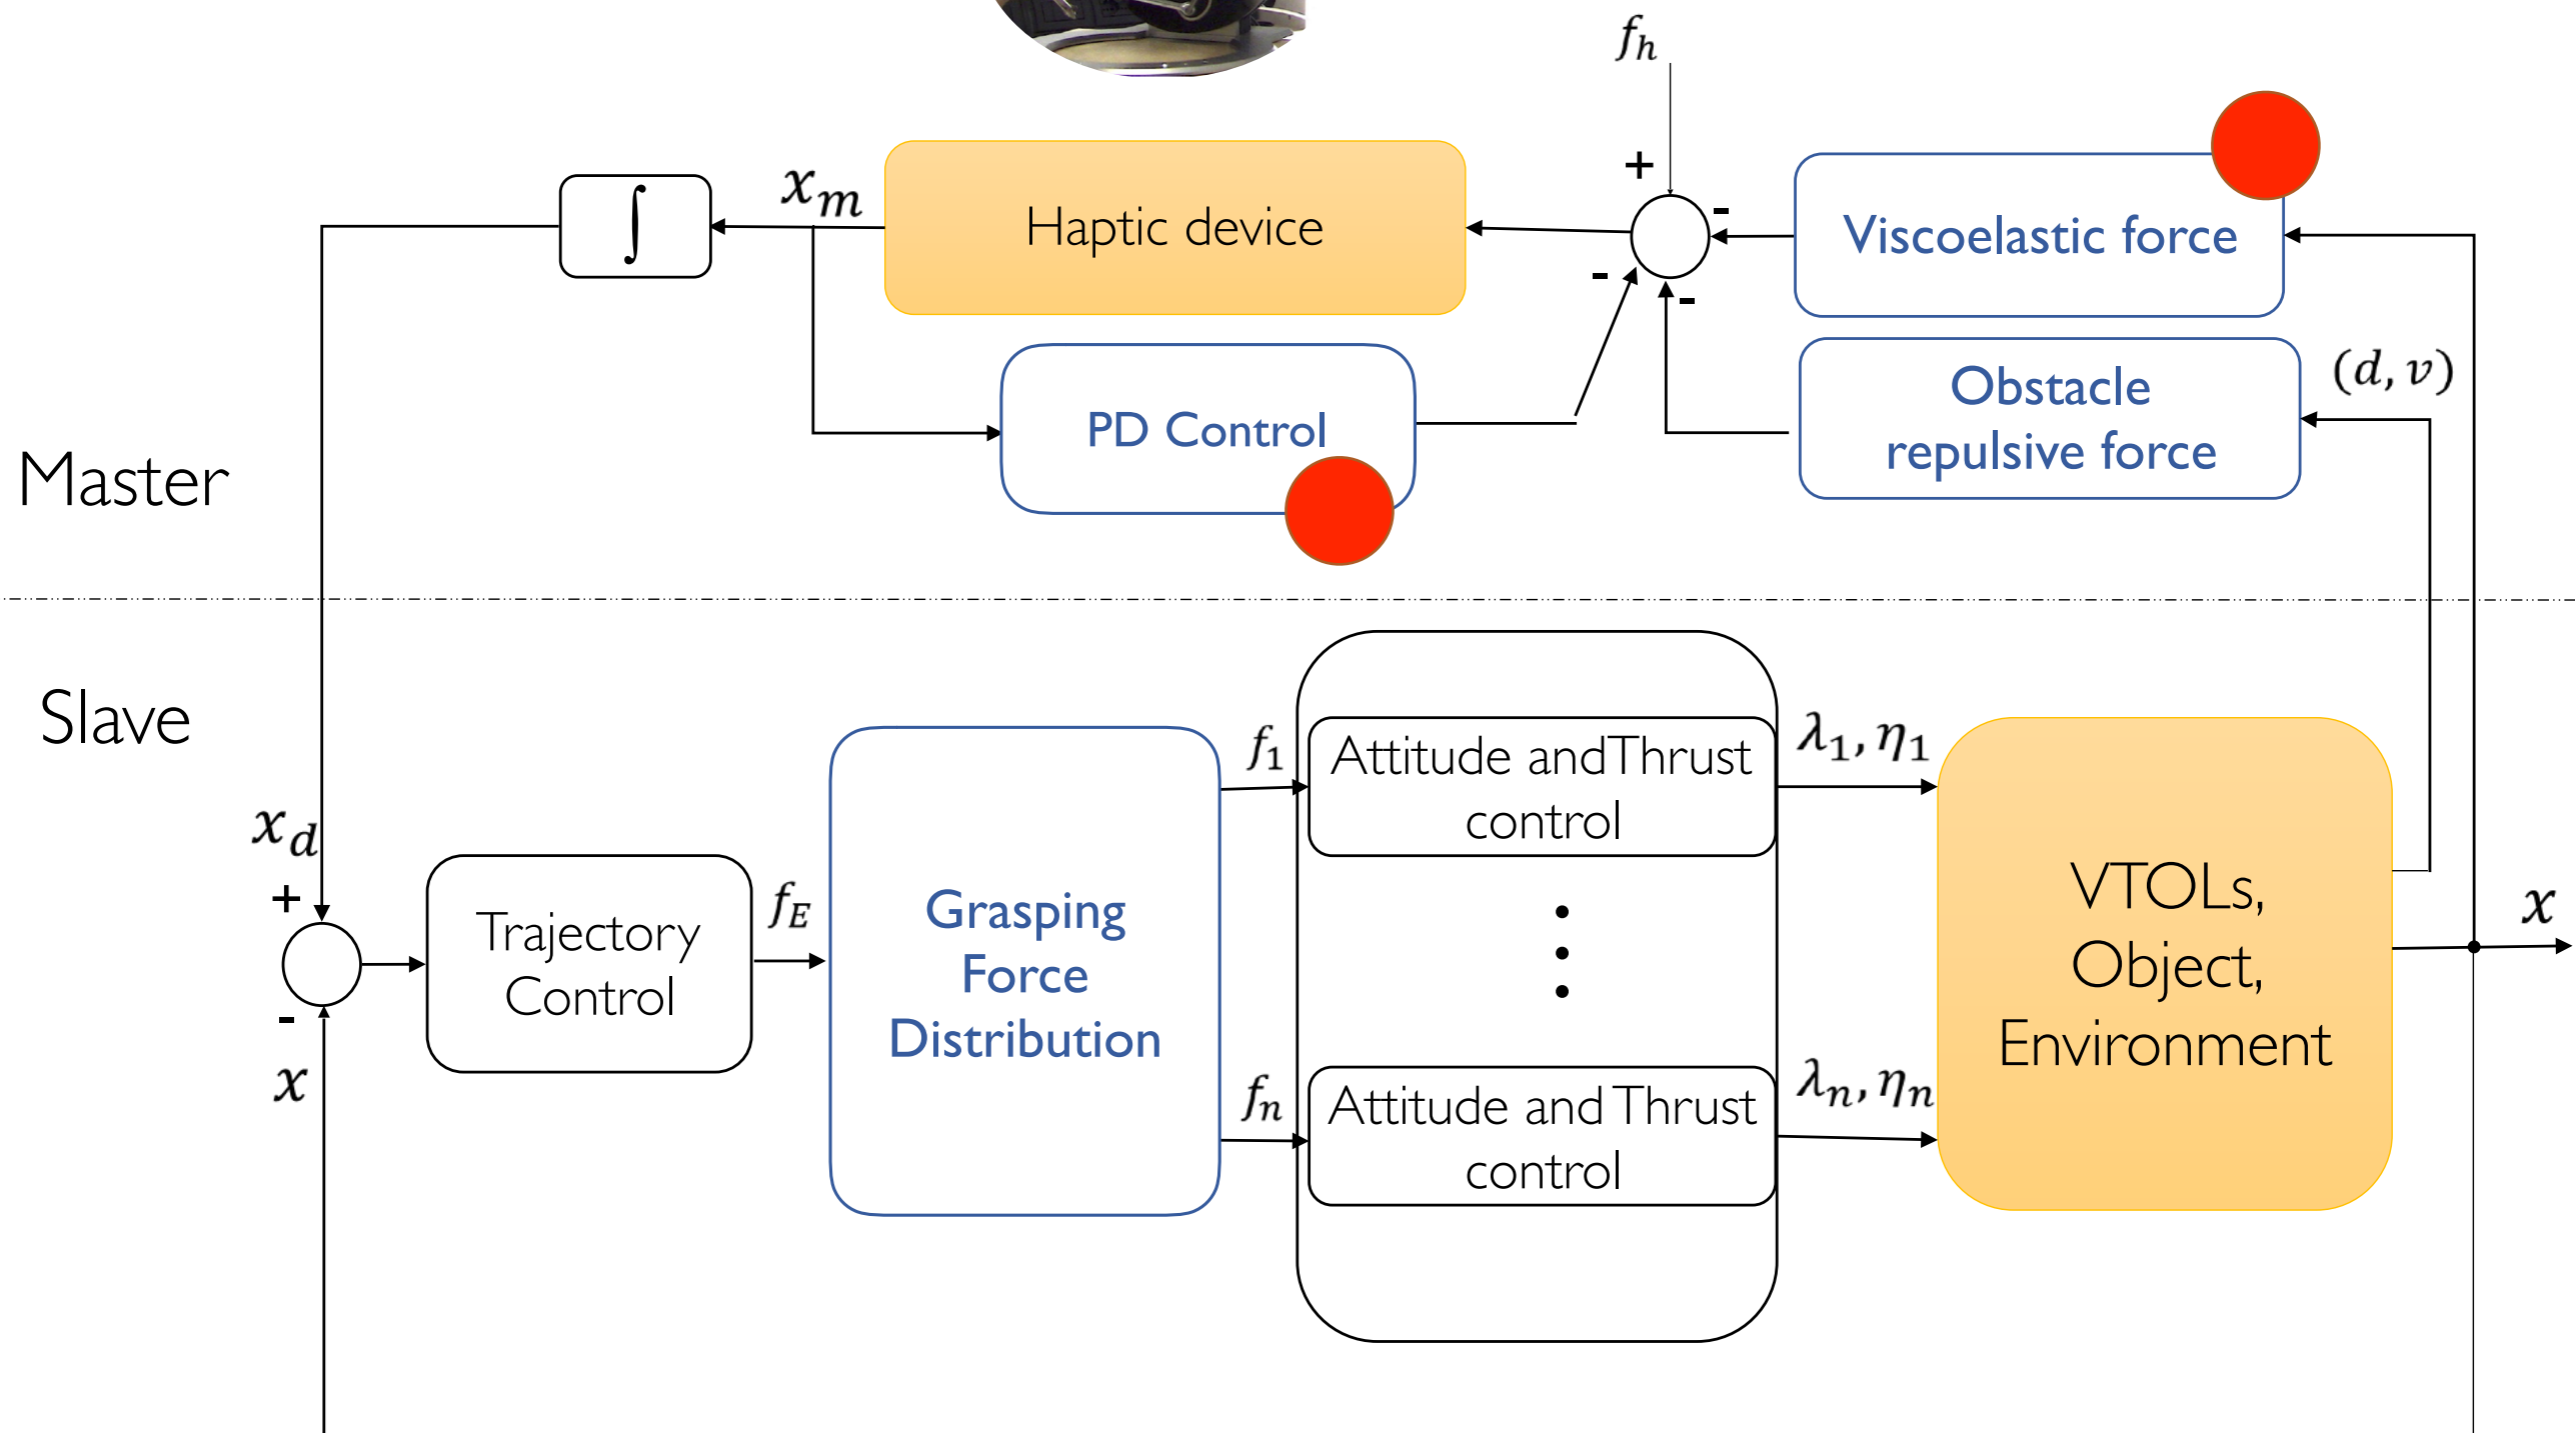 f_h
+
x_m
∫
Haptic device
-
Viscoelastic force
-
-
(d, v)
Obstacle
repulsive force
PD Control
Master
Slave
f_1
Attitude andThrust
control
λ_1, η_1
x_d
+
Trajectory
Control
f_E
Grasping
Force
Distribution
VTOLs,
Object,
Environment
x
-
x
f_n
Attitude and Thrust
control
λ_n, η_n